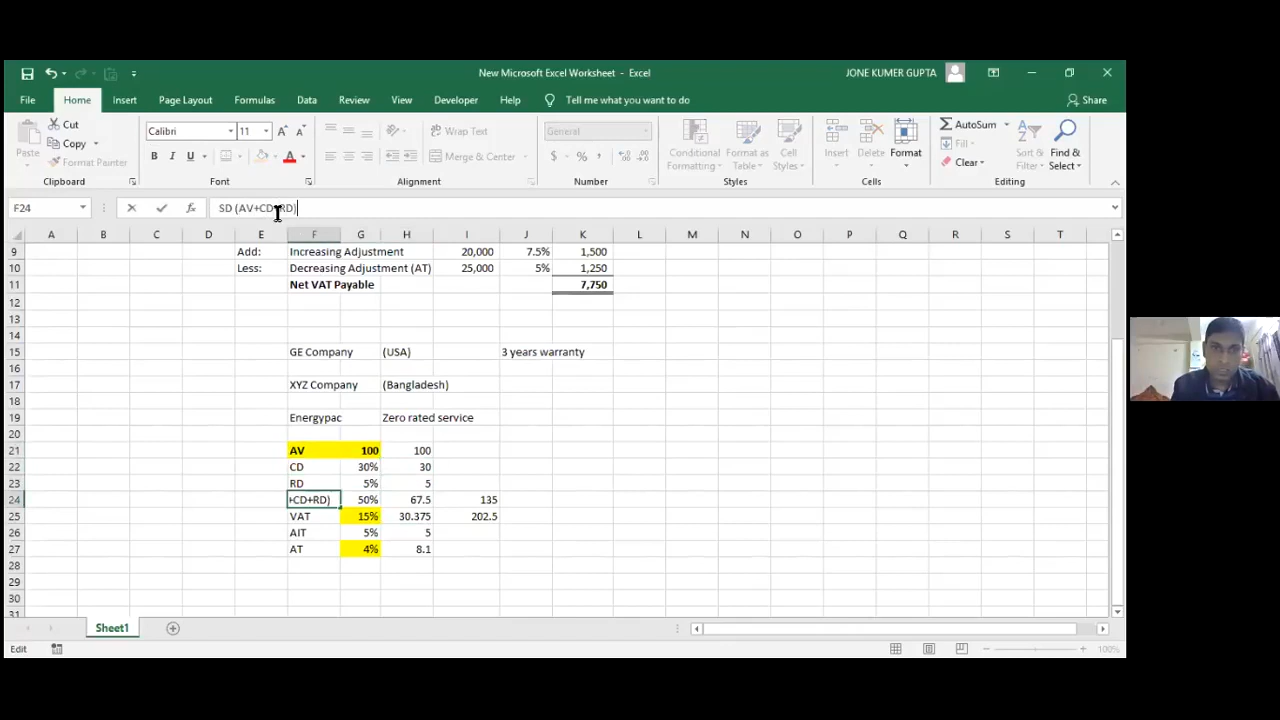 New Microsoft Excel Worksheet - Excel
JONE KUMER GUPTA
File Home Insert Page Layout Formulas Data Review View Developer Help Tell me what you want to do Share
Paste Cut Copy Format Painter Clipboard
Calibri 11 B I U Font
Wrap Text Merge & Center Alignment
General $ % , Number
Conditional Formatting Format as Table Cell Styles Styles
Insert Delete Format Cells
AutoSum Fill Clear Sort & Filter Find & Select Editing
F24 fx SD (AV+CD+RD)
A B C D E F G H I J K L M N O P Q R S T
9 Add: Increasing Adjustment 20,000 7.5% 1,500
10 Less: Decreasing Adjustment (AT) 25,000 5% 1,250
11 Net VAT Payable 7,750
12
13
14
15 GE Company (USA) 3 years warranty
16
17 XYZ Company (Bangladesh)
18
19 Energypac Zero rated service
20
21 AV 100 100
22 CD 30% 30
23 RD 5% 5
24 +CD+RD) 50% 67.5 135
25 VAT 15% 30.375 202.5
26 AIT 5% 5
27 AT 4% 8.1
28
29
30
31
Sheet1
Edit 100%